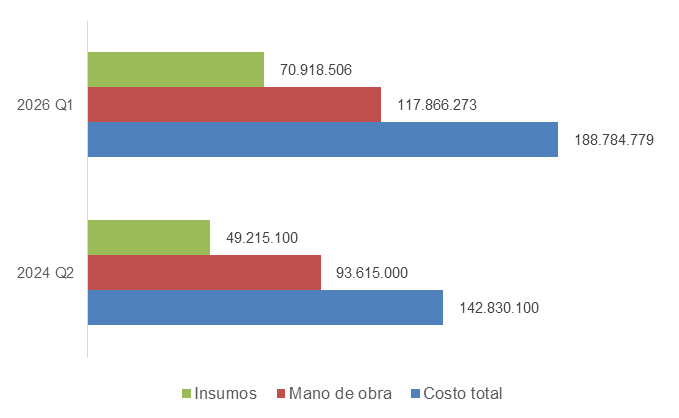 70.918.506
2026 Q1
117.866.273
188.784.779
49.215.100
2024 Q2
93.615.000
142.830.100
Insumos Mano de obra Costo total